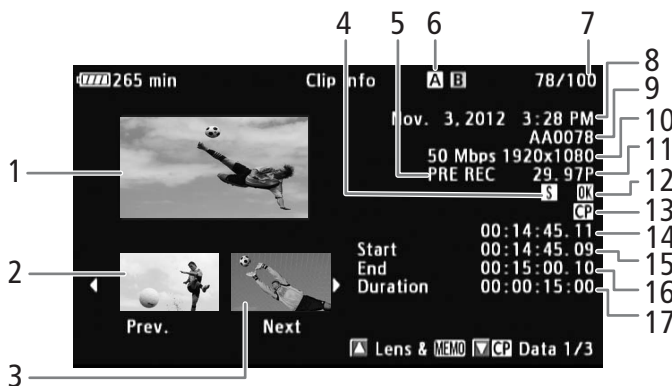 4 5 6 7
265 min Clip Info A B 78/100
8
Nov. 3, 2012 3:28 PM
9
AA0078
10
50 Mbps 1920x1080
11
PRE REC 29.97P
12
S OK
13
CP
14
00:14:45.11
15
Start 00:14:45.09
16
End 00:15:00.10
17
Duration 00:00:15:00
1
2
Prev. Next
3
Lens & MEMO CP Data 1/3